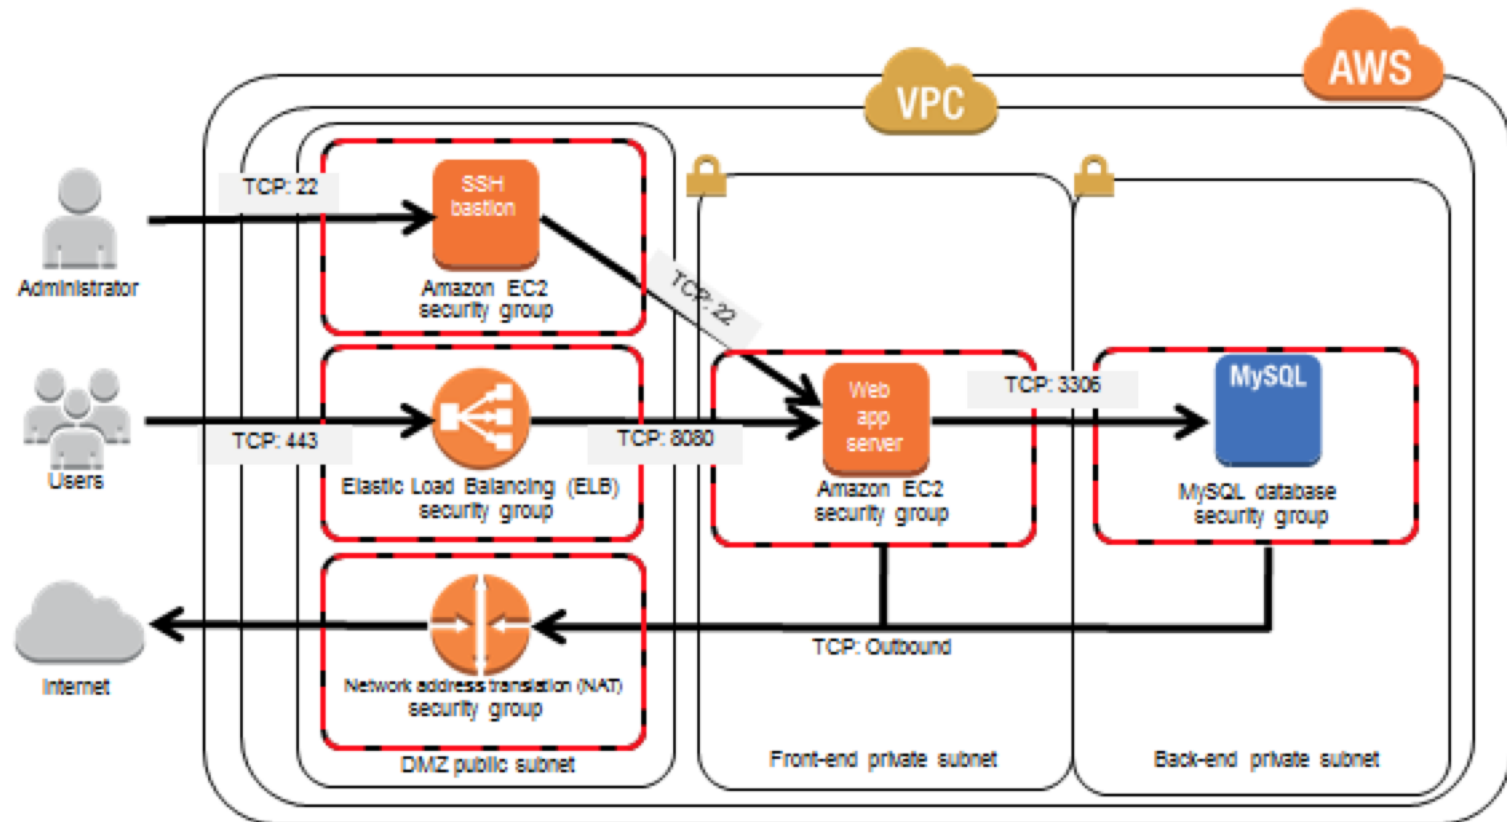 AWS
VPC
TCP: 22
SSH
bastion
Administrator
Amazon EC2
security group
TCP: 22
TCP: 443
Users
Elastic Load Balancing (ELB)
security group
TCP: 8080
Web
app
server
Amazon EC2
security group
TCP: 3306
MySQL
MySQL database
security group
Internet
Network address translation (NAT)
security group
TCP: Outbound
DMZ public subnet
Front-end private subnet
Back-end private subnet